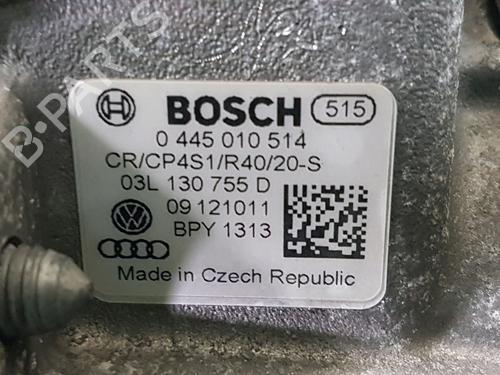 B-PARTS
BOSCH 515
0 445 010 514
CR/CP4S1/R40/20-S
03L 130 755 D
09 121011
BPY 1313
Made in Czech Republic